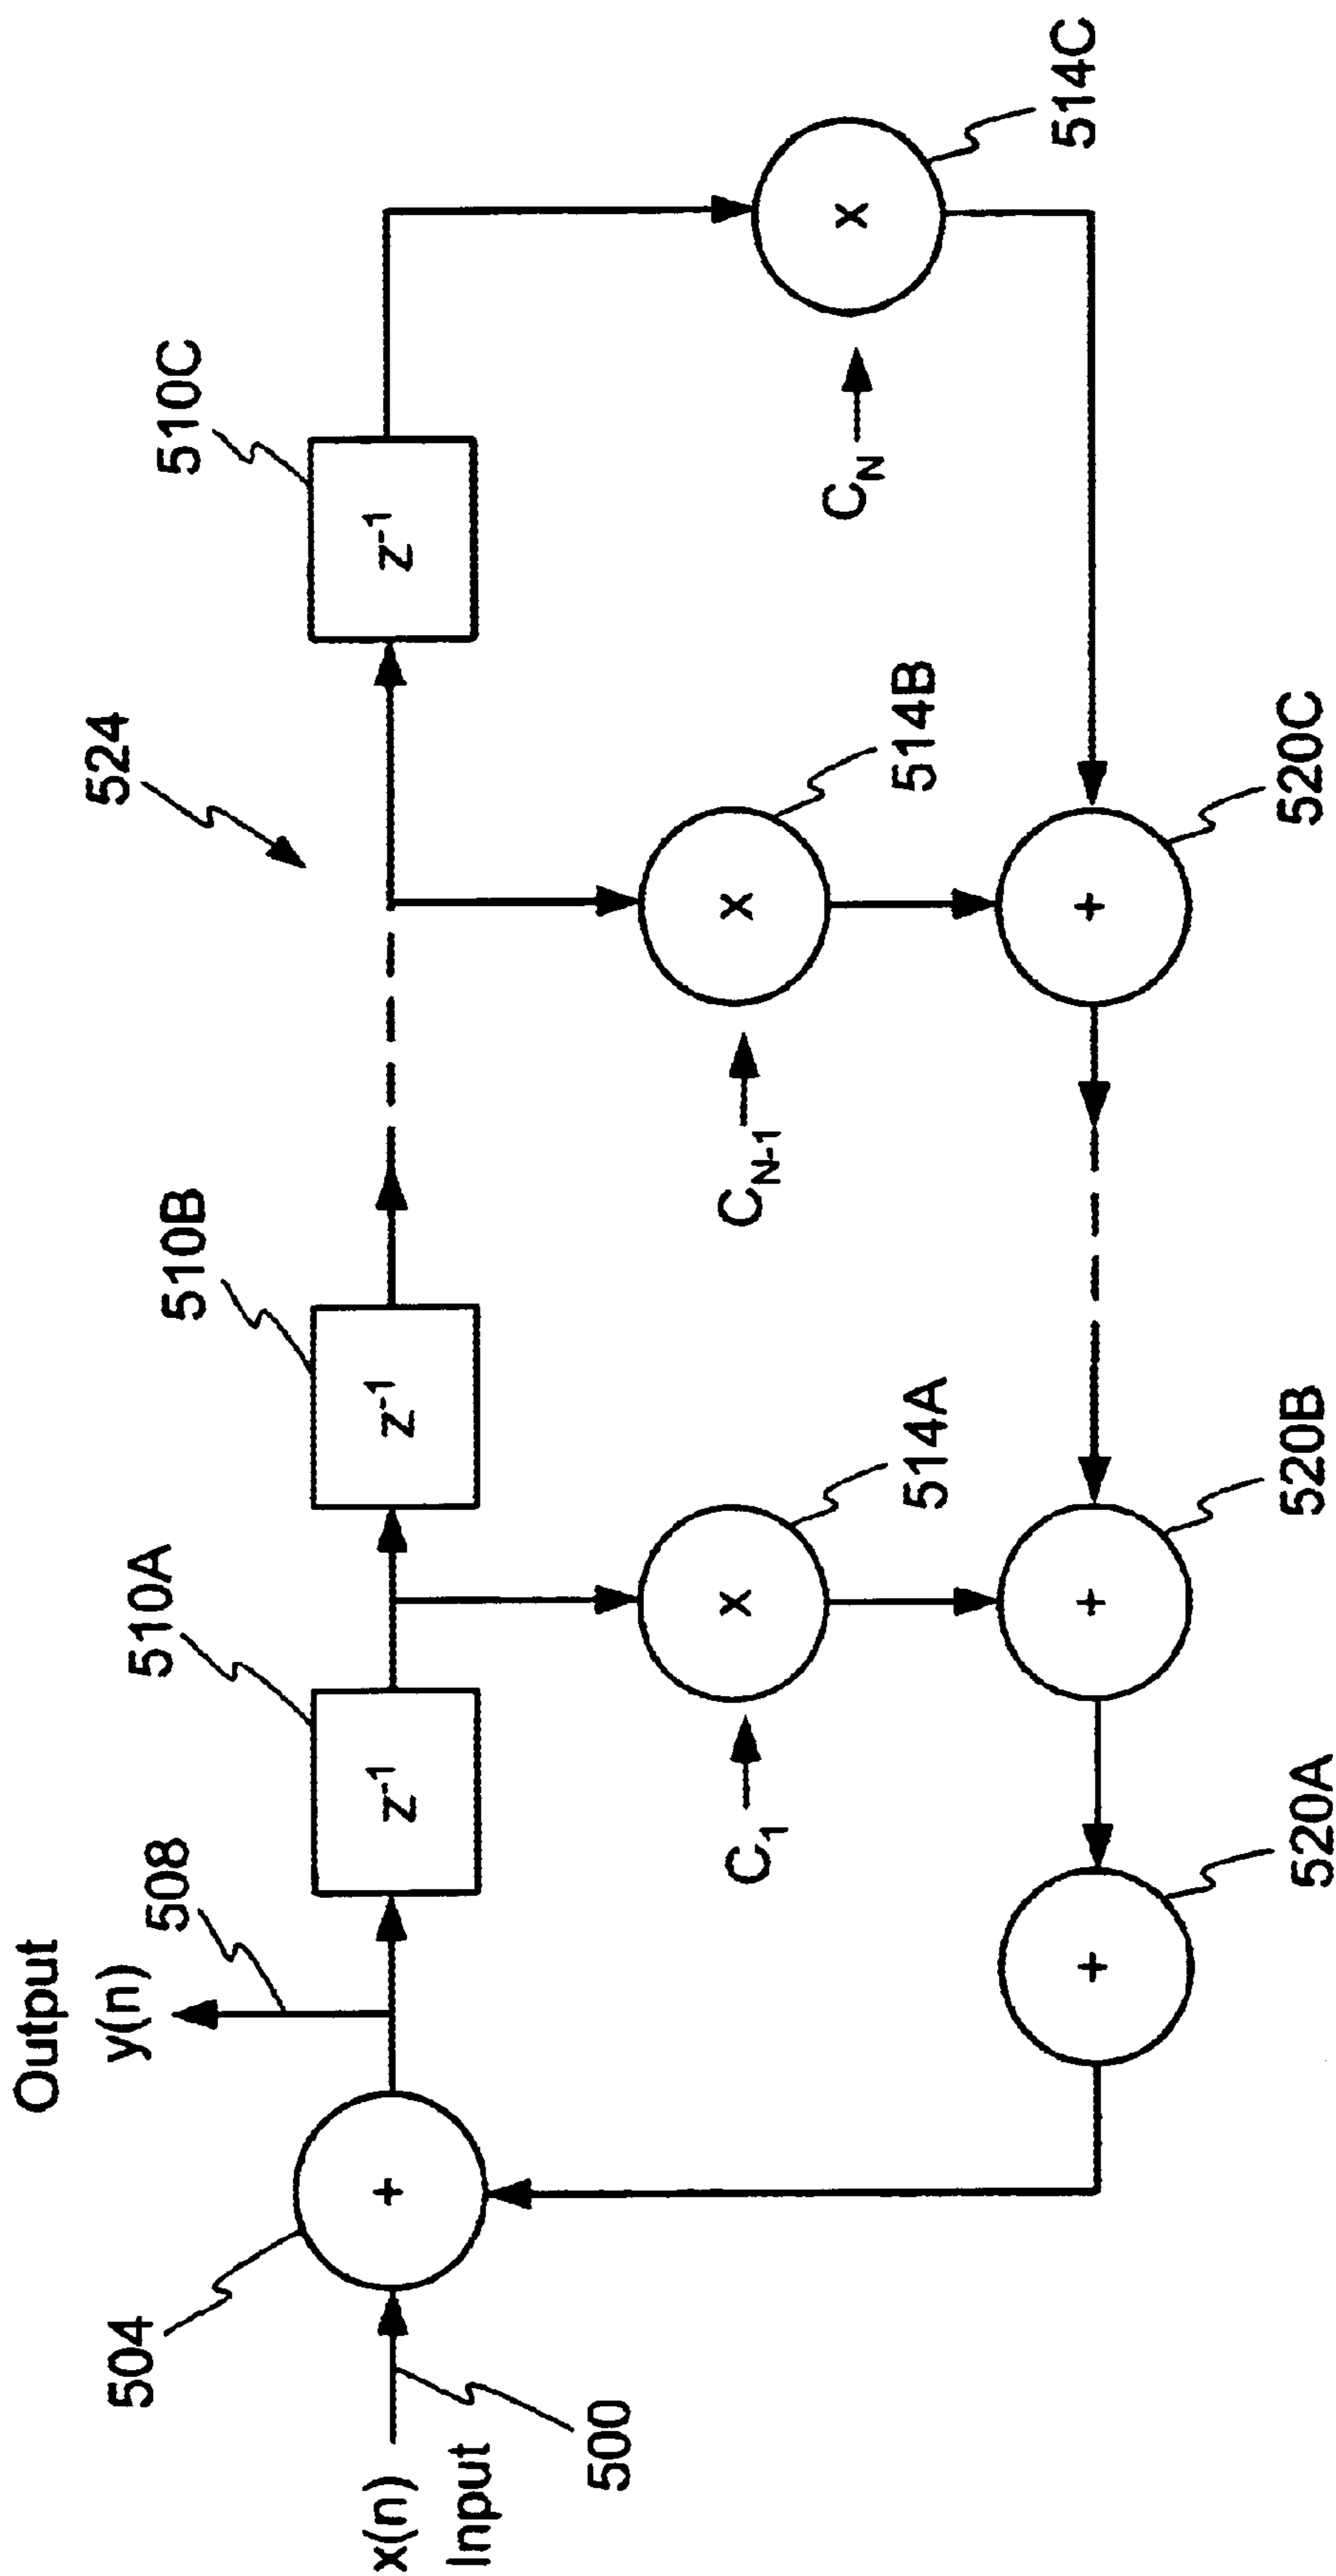 524
Output
y(n)
508
510A
510B
510C
504
z⁻¹
z⁻¹
z⁻¹
+
x(n)
Input
500
C₁
x
514A
Cₙ₋₁
x
514B
C_N
x
514C
+
520A
+
520B
+
520C